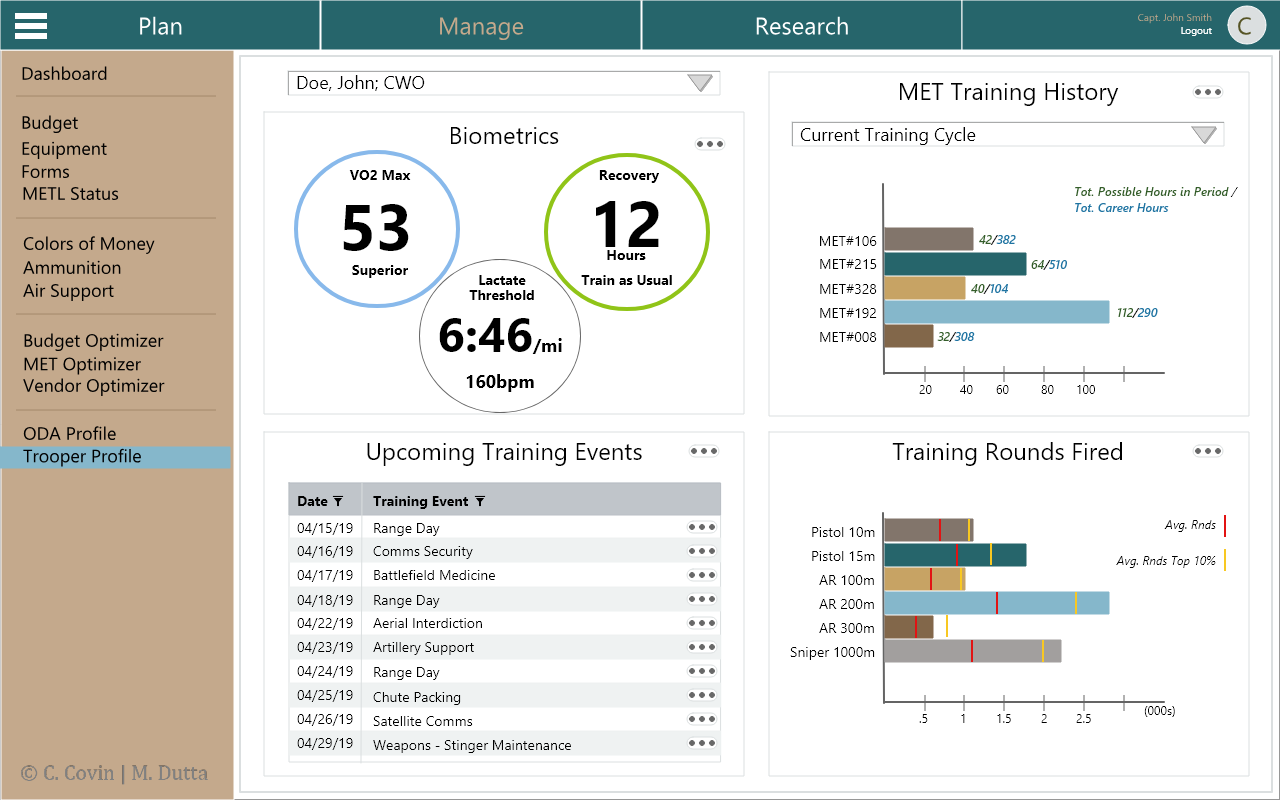 Plan
Manage
Research
Capt. John Smith
Logout
C
Dashboard
Budget
Equipment
Forms
METL Status
Colors of Money
Ammunition
Air Support
Budget Optimizer
MET Optimizer
Vendor Optimizer
ODA Profile
Trooper Profile
© C. Covin | M. Dutta
Doe, John; CWO
Biometrics
VO2 Max
53
Superior
Recovery
12
Hours
Train as Usual
Lactate
Threshold
6:46/mi
160bpm
MET Training History
Current Training Cycle
Tot. Possible Hours in Period /
Tot. Career Hours
MET#106 42/382
MET#215 64/510
MET#328 40/104
MET#192 112/290
MET#008 32/308
20 40 60 80 100
Upcoming Training Events
Date Training Event
04/15/19 Range Day
04/16/19 Comms Security
04/17/19 Battlefield Medicine
04/18/19 Range Day
04/22/19 Aerial Interdiction
04/23/19 Artillery Support
04/24/19 Range Day
04/25/19 Chute Packing
04/26/19 Satellite Comms
04/29/19 Weapons - Stinger Maintenance
Training Rounds Fired
Avg. Rnds
Avg. Rnds Top 10%
Pistol 10m
Pistol 15m
AR 100m
AR 200m
AR 300m
Sniper 1000m
.5 1 1.5 2 2.5 (000s)